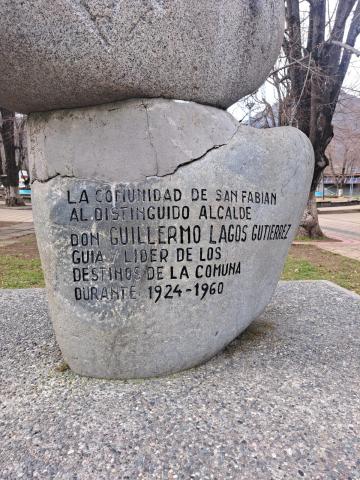 LA COMUNIDAD DE SAN FABIAN
AL DISTINGUIDO ALCALDE
DON GUILLERMO LAGOS GUTIERREZ
GUIA Y LIDER DE LOS
DESTINOS DE LA COMUNA
DURANTE 1924-1960